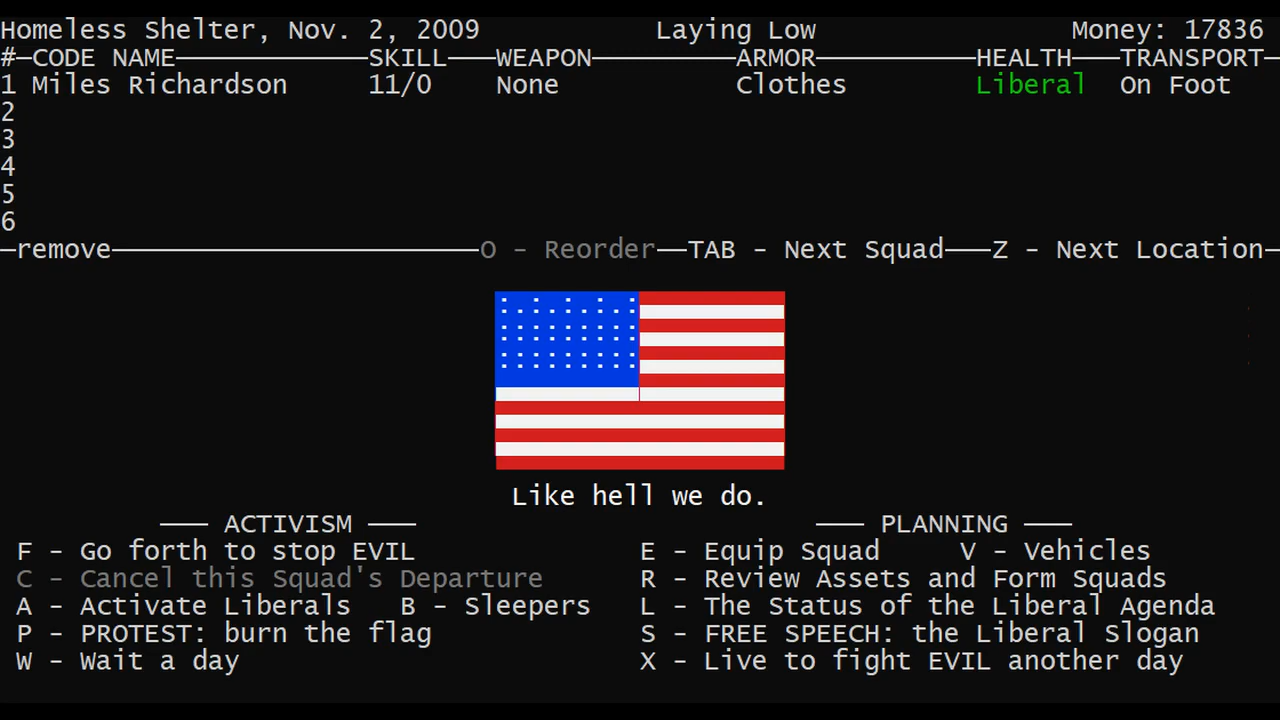 Homeless Shelter, Nov. 2, 2009 Laying Low Money: 17836
#—CODE NAME—SKILL—WEAPON—ARMOR—HEALTH—TRANSPORT—
1 Miles Richardson 11/0 None Clothes Liberal On Foot
2
3
4
5
6
—remove—O - Reorder—TAB - Next Squad—Z - Next Location—
Like hell we do.
— ACTIVISM — — PLANNING —
F - Go forth to stop EVIL E - Equip Squad V - Vehicles
C - Cancel this Squad's Departure R - Review Assets and Form Squads
A - Activate Liberals B - Sleepers L - The Status of the Liberal Agenda
P - PROTEST: burn the flag S - FREE SPEECH: the Liberal Slogan
W - Wait a day X - Live to fight EVIL another day